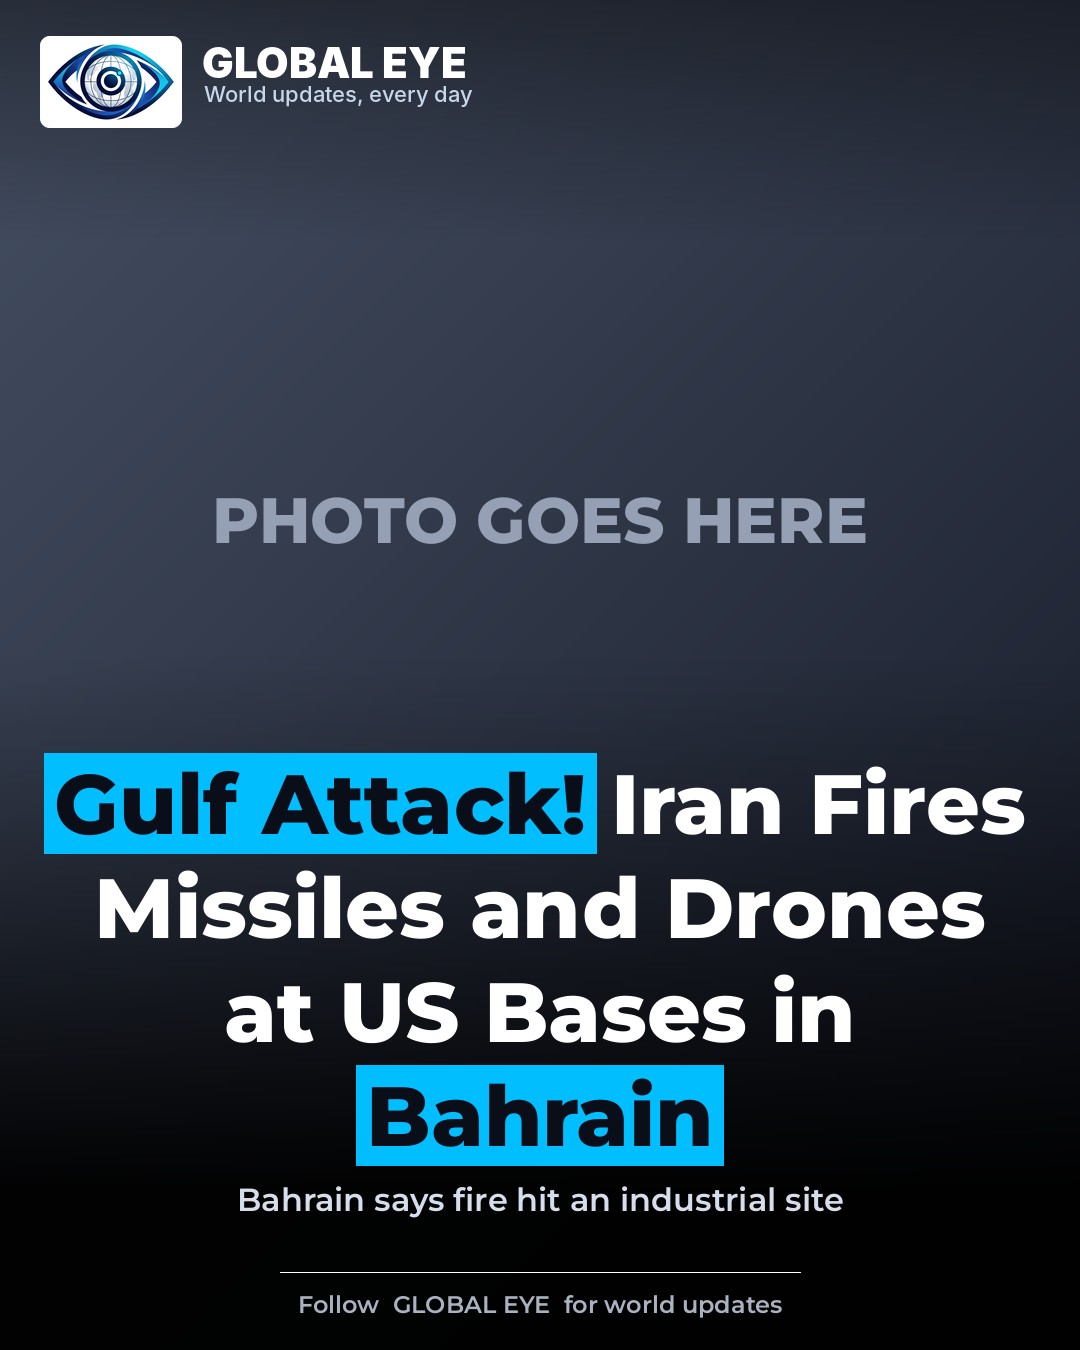 GLOBAL EYE
World updates, every day
PHOTO GOES HERE
Gulf Attack! Iran Fires
Missiles and Drones
at US Bases in
Bahrain
Bahrain says fire hit an industrial site
Follow GLOBAL EYE for world updates